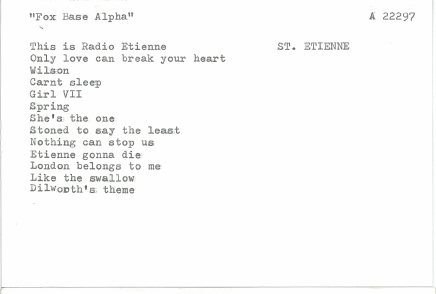 "Fox Base Alpha" A 22297
This is Radio Etienne ST. ETIENNE
Only love can break your heart
Wilson
Carnt sleep
Girl VII
Spring
She's the one
Stoned to say the least
Nothing can stop us
Etienne gonna die
London belongs to me
Like the swallow
Dilworth's theme